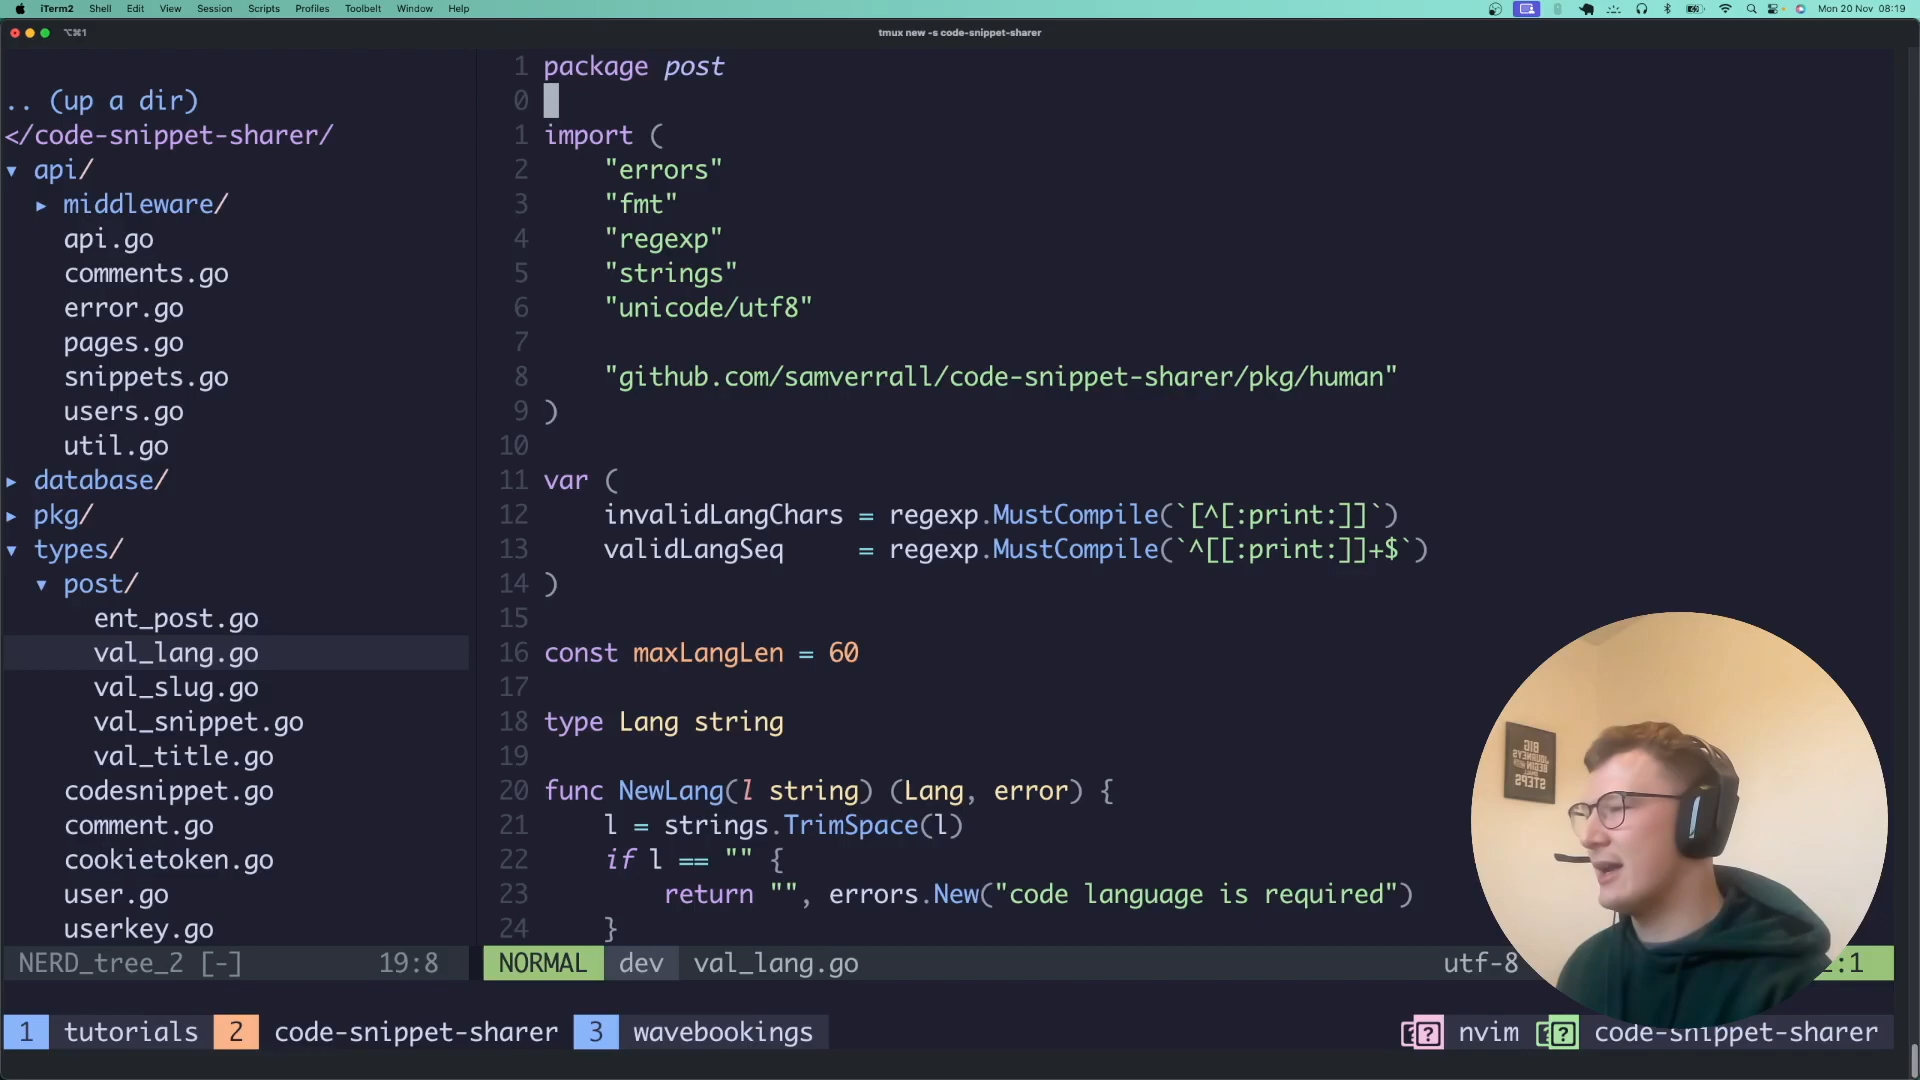 iTerm2 Shell Edit View Session Scripts Profiles Toolbelt Window Help Mon 20 Nov 08:19
⌥⌘1 tmux new -s code-snippet-sharer
.. (up a dir)
</code-snippet-sharer/
▾ api/
▸ middleware/
api.go
comments.go
error.go
pages.go
snippets.go
users.go
util.go
▸ database/
▸ pkg/
▾ types/
▾ post/
ent_post.go
val_lang.go
val_slug.go
val_snippet.go
val_title.go
codesnippet.go
comment.go
cookietoken.go
user.go
userkey.go
NERD_tree_2 [-] 19:8
1 package post
0
1 import (
2 "errors"
3 "fmt"
4 "regexp"
5 "strings"
6 "unicode/utf8"
7
8 "github.com/samverrall/code-snippet-sharer/pkg/human"
9 )
10
11 var (
12 invalidLangChars = regexp.MustCompile(`[^[:print:]]`)
13 validLangSeq = regexp.MustCompile(`^[[:print:]]+$`)
14 )
15
16 const maxLangLen = 60
17
18 type Lang string
19
20 func NewLang(l string) (Lang, error) {
21 l = strings.TrimSpace(l)
22 if l == "" {
23 return "", errors.New("code language is required")
24 }
NORMAL dev val_lang.go utf-8 :1
BIG
JOURNEYS
BEGIN WITH
SMALL
STEPS
1 tutorials 2 code-snippet-sharer 3 wavebookings nvim code-snippet-sharer